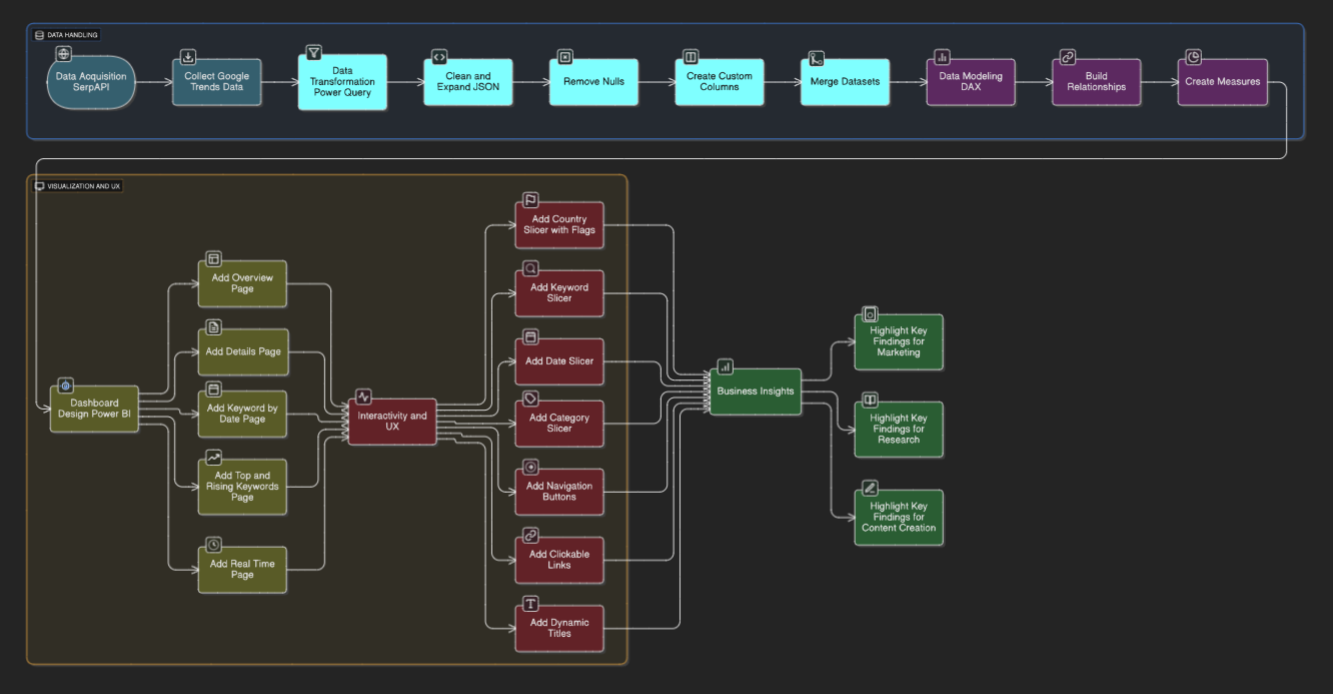 DATA HANDLING
Data Acquisition
SerpAPI
Collect Google
Trends Data
Data
Transformation
Power Query
Clean and
Expand JSON
Remove Nulls
Create Custom
Columns
Merge Datasets
Data Modeling
DAX
Build
Relationships
Create Measures
VISUALIZATION AND UX
Dashboard
Design Power BI
Add Overview
Page
Add Details Page
Add Keyword by
Date Page
Add Top and
Rising Keywords
Page
Add Real Time
Page
Interactivity and
UX
Add Country
Slicer with Flags
Add Keyword
Slicer
Add Date Slicer
Add Category
Slicer
Add Navigation
Buttons
Add Clickable
Links
Add Dynamic
Titles
Business Insights
Highlight Key
Findings for
Marketing
Highlight Key
Findings for
Research
Highlight Key
Findings for
Content Creation